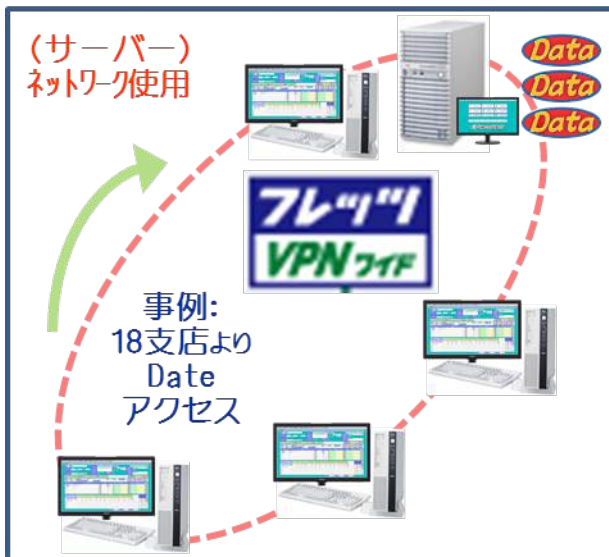 (サーバー)
ネットワーク使用
Data
Data
Data
フレッツ
VPNワイド
事例:
18支店より
Date
アクセス